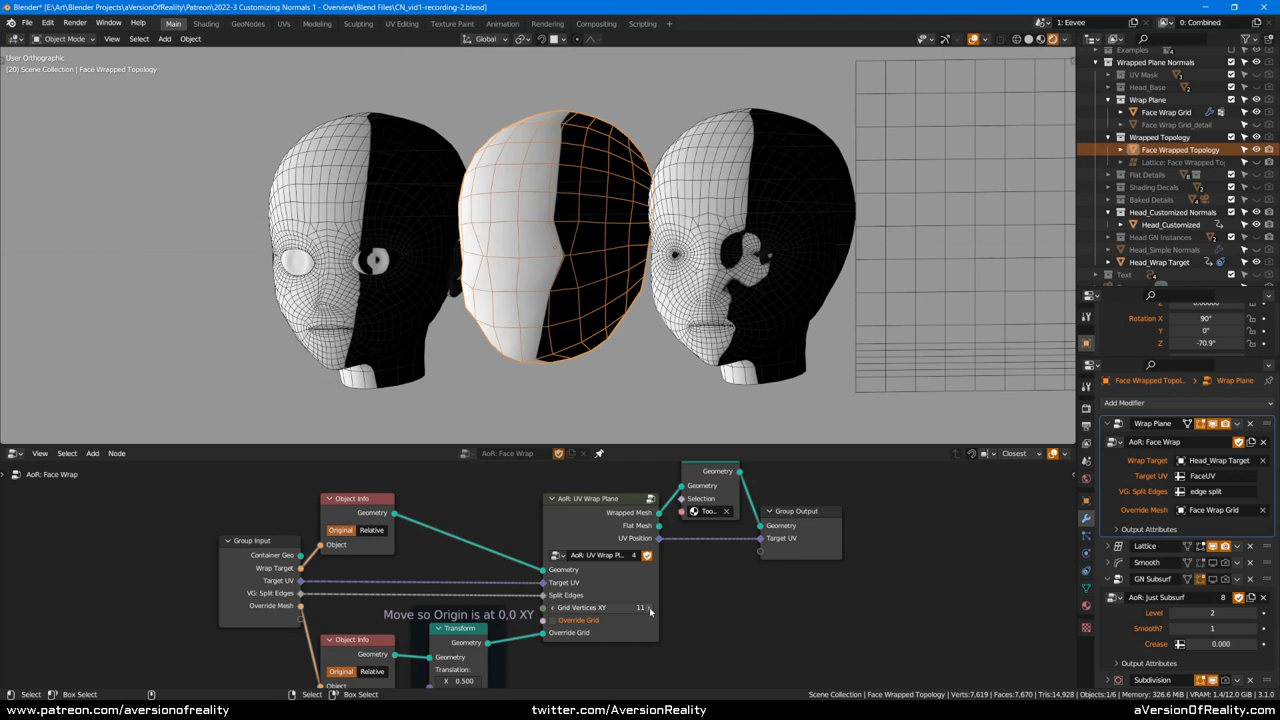 Blender* [E:\Art\Blender Projects\aVersionOfReality\Patreon\2022-3 Customizing Normals 1 - Overview\Blend Files\CN_vid1-recording-2.blend]
File Edit Render Window Help Main Shading GeoNodes UVs Modeling Sculpting UV Editing Texture Paint Animation Rendering Compositing Scripting + 1: Eevee 0: Combined
Object Mode View Select Add Object Global
User Orthographic
(20) Scene Collection | Face Wrapped Topology
Examples
Wrapped Plane Normals
UV Mask
Head_Base
Wrap Plane
Face Wrap Grid
Face Wrap Grid_detail
Wrapped Topology
Face Wrapped Topology
Lattice: Face Wrapped To
Flat Details
Shading Decals
Baked Details
Head_Customized Normals
Head_Customized
Head GN Instances
Head_Simple Normals
Head_Wrap Target
Text
Z 0.00000
Rotation X 90°
Y 0°
Z -70.9°
Face Wrapped Topol... > Wrap Plane
Add Modifier
Wrap Plane
AoR: Face Wrap
Wrap Target Head_Wrap Target
Target UV FaceUV
VG: Split Edges edge split
Override Mesh Face Wrap Grid
Output Attributes
Lattice
Smooth
GN Subsurf
AoR: Just Subsurf 8
Level 2
Smooth? 1
Crease 0.000
Output Attributes
Subdivision
View Select Add Node AoR: Face Wrap Closest
AoR: Face Wrap
Group Input
Container Geo
Wrap Target
Target UV
VG: Split Edges
Override Mesh
Object Info
Geometry
Original Relative
Object
Object Info
Geometry
Original Relative
Object
Move so Origin is at 0,0 XY
Transform
Geometry
Geometry
Translation:
X 0.500
AoR: UV Wrap Plane
Wrapped Mesh
Flat Mesh
UV Position
AoR: UV Wrap Pl... 4
Geometry
Target UV
Split Edges
Grid Vertices XY 11
Override Grid
Override Grid
Geometry
Geometry
Selection
Too...
Group Output
Geometry
Target UV
Select Box Select Select Box Select Scene Collection | Face Wrapped Topology | Verts:7,619 | Faces:7,670 | Tris:14,928 | Objects:1/6 | Memory: 326.6 MiB | VRAM: 1.4/12.0 GiB | 3.1.0
www.patreon.com/aversionofreality twitter.com/AversionReality aVersionOfReality.com